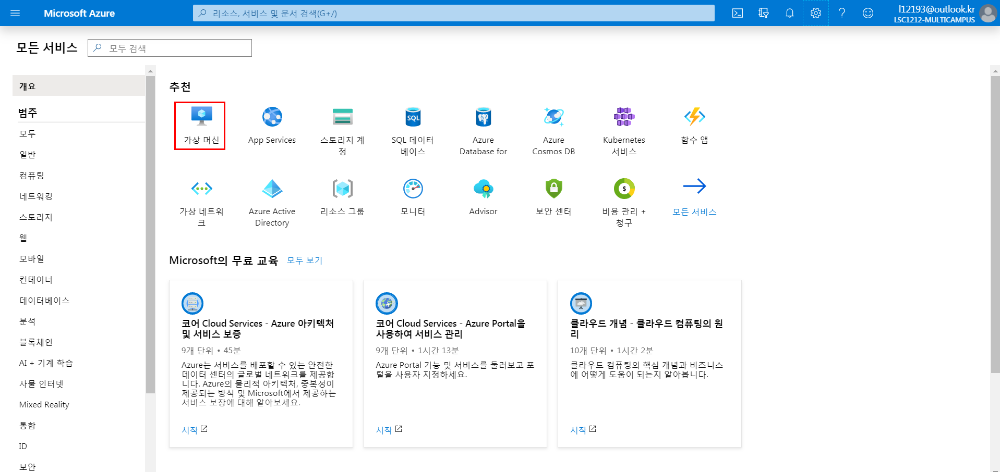 Microsoft Azure
리소스, 서비스 및 문서 검색(G+/)
l12193@outlook.kr
LSC1212-MULTICAMPUS
모든 서비스
모두 검색
개요
범주
모두
일반
컴퓨팅
네트워킹
스토리지
웹
모바일
컨테이너
데이터베이스
분석
블록체인
AI + 기계 학습
사물 인터넷
Mixed Reality
통합
ID
보안
추천
가상 머신
App Services
스토리지 계
정
SQL
SQL 데이터
베이스
Azure
Database for
Azure
Cosmos DB
Kubernetes
서비스
함수 앱
가상 네트워
크
Azure Active
Directory
리소스 그룹
모니터
Advisor
보안 센터
$
비용 관리 +
청구
모든 서비스
Microsoft의 무료 교육
모두 보기
코어 Cloud Services - Azure 아키텍처
및 서비스 보증
9개 단위 • 45분
Azure는 서비스를 배포할 수 있는 안전한
데이터 센터의 글로벌 네트워크를 제공합
니다. Azure의 물리적 아키텍처, 중복성이
제공되는 방식 및 Microsoft에서 제공하는
서비스 보장에 대해 알아보세요.
시작
코어 Cloud Services - Azure Portal을
사용하여 서비스 관리
9개 단위 • 1시간 13분
Azure Portal 기능 및 서비스를 둘러보고 포
털을 사용자 지정하세요.
시작
클라우드 개념 - 클라우드 컴퓨팅의 원
리
10개 단위 • 1시간 2분
클라우드 컴퓨팅의 핵심 개념과 비즈니스
에 어떻게 도움이 되는지 알아봅니다.
시작